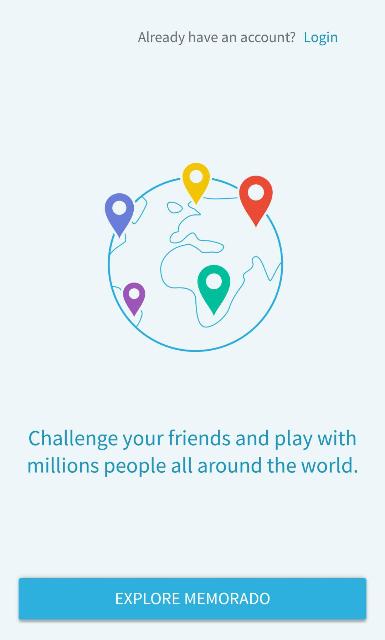 Already have an account? Login
Challenge your friends and play with
millions people all around the world.
EXPLORE MEMORADO